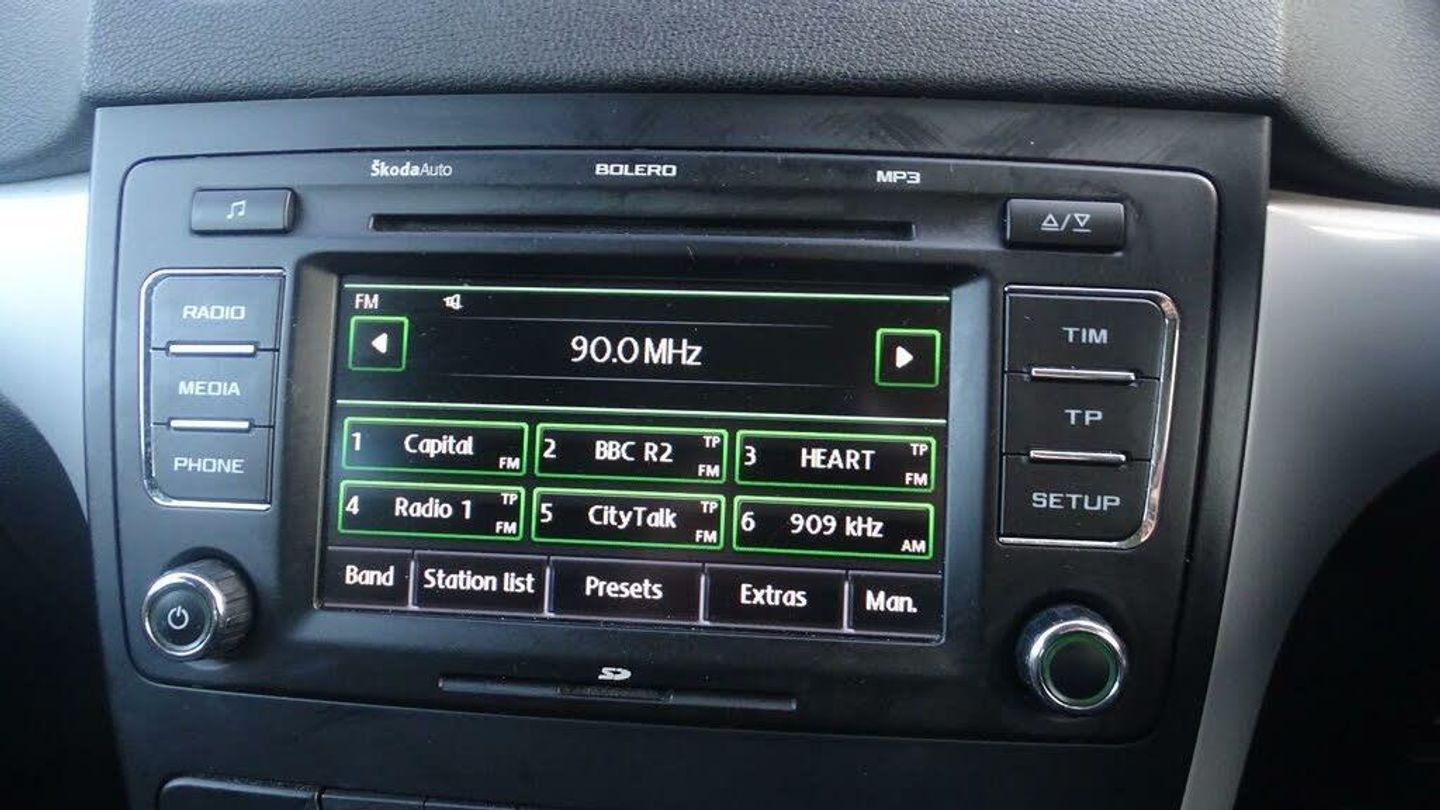 ŠkodaAuto BOLERO MP3
RADIO
MEDIA
PHONE
FM
90.0 MHz
1 Capital FM
2 BBC R2 TP FM
3 HEART TP FM
4 Radio 1 TP FM
5 CityTalk TP FM
6 909 kHz AM
Band Station list Presets Extras Man.
TIM
TP
SETUP
SD